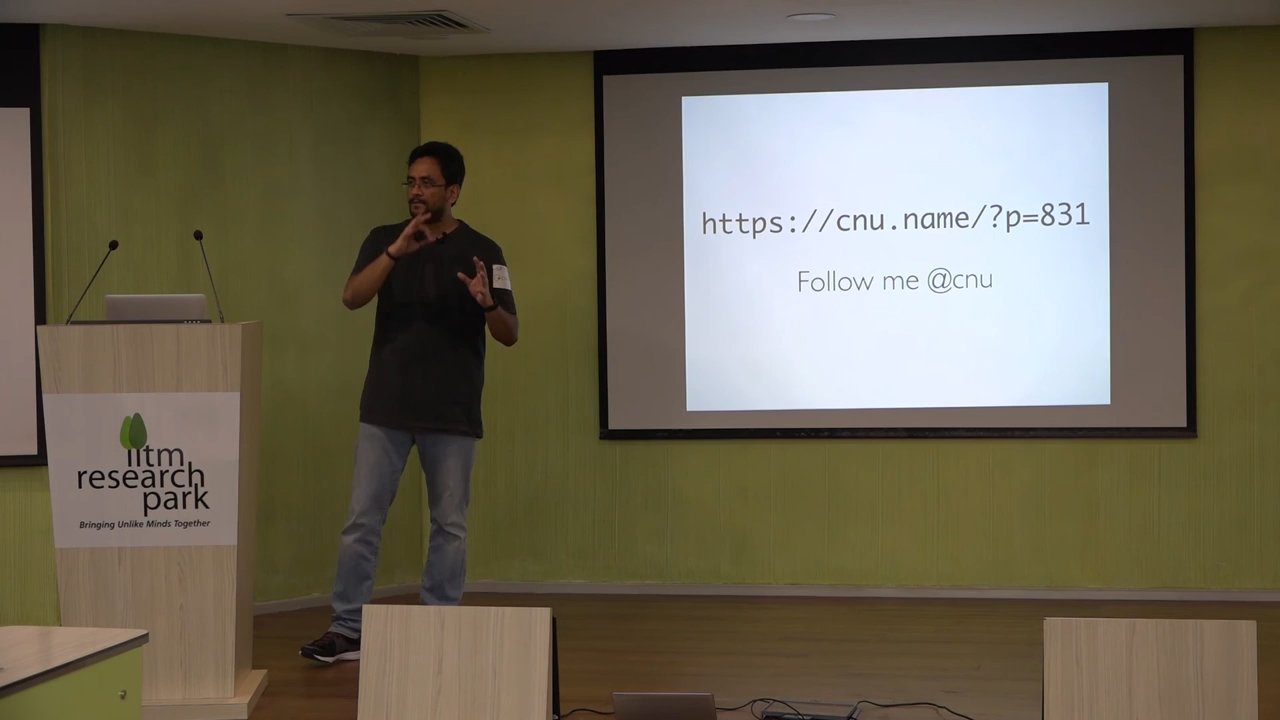 https://cnu.name/?p=831
Follow me @cnu
iitm
research
park
Bringing Unlike Minds Together